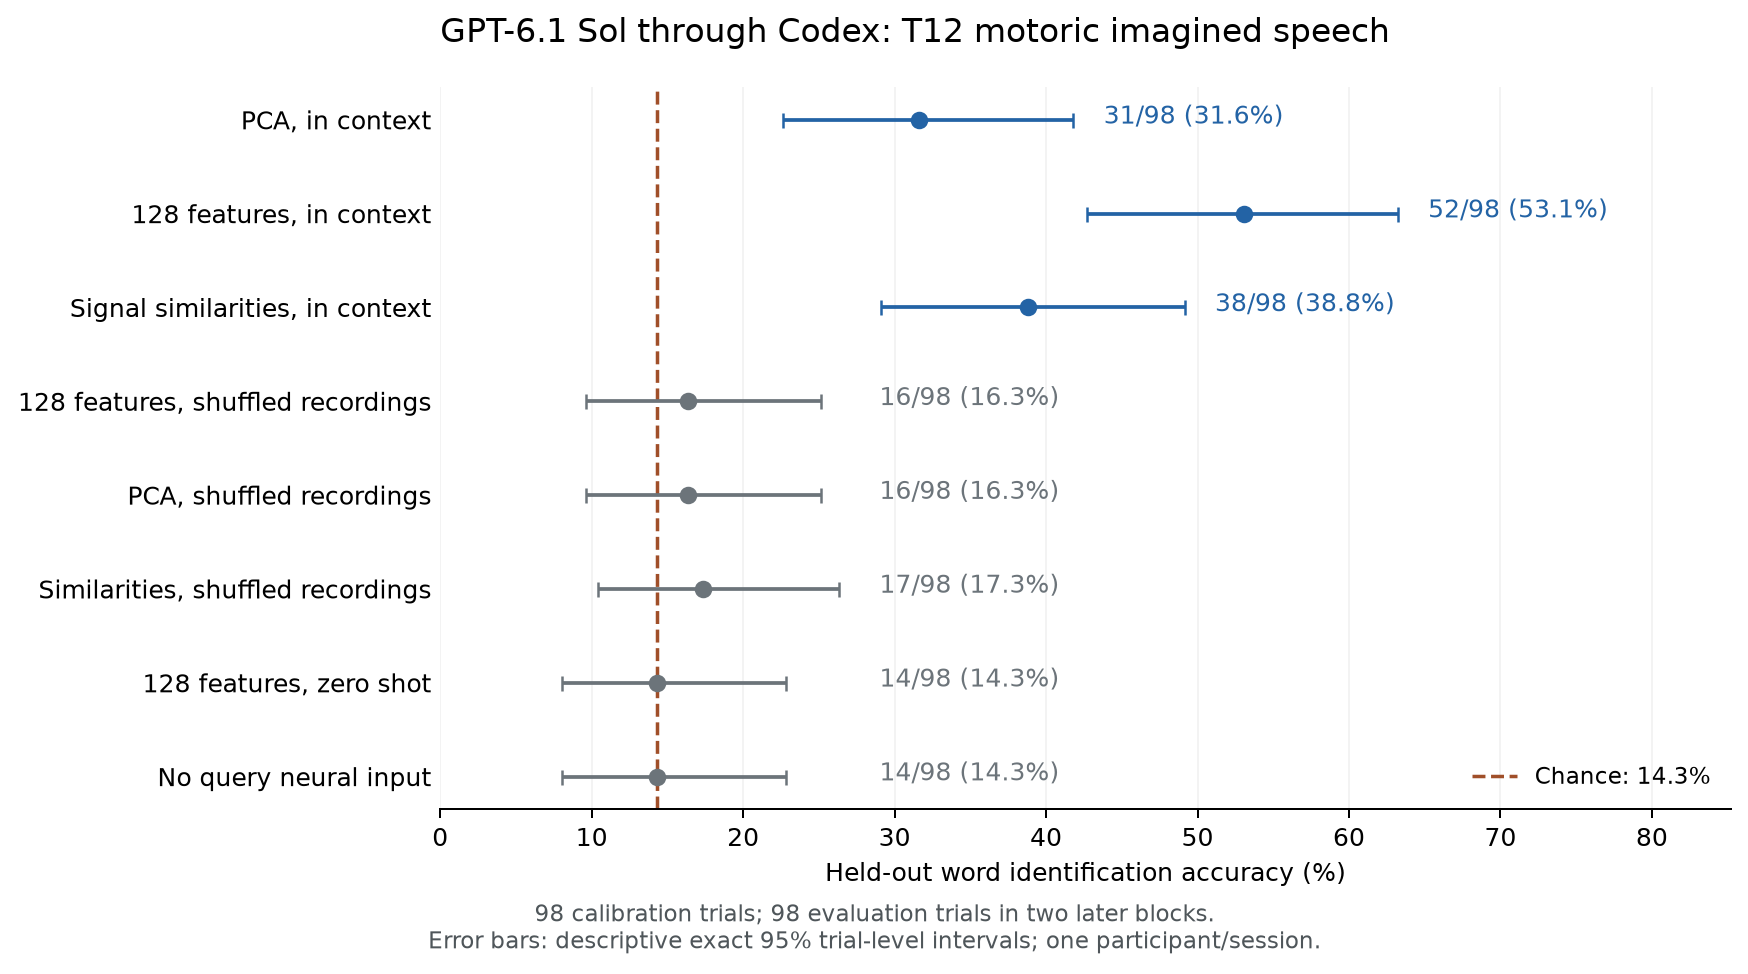 GPT-6.1 Sol through Codex: T12 motoric imagined speech
PCA, in context
31/98 (31.6%)
128 features, in context
52/98 (53.1%)
Signal similarities, in context
38/98 (38.8%)
128 features, shuffled recordings
16/98 (16.3%)
PCA, shuffled recordings
16/98 (16.3%)
Similarities, shuffled recordings
17/98 (17.3%)
128 features, zero shot
14/98 (14.3%)
No query neural input
14/98 (14.3%)
Chance: 14.3%
0 10 20 30 40 50 60 70 80
Held-out word identification accuracy (%)
98 calibration trials; 98 evaluation trials in two later blocks.
Error bars: descriptive exact 95% trial-level intervals; one participant/session.